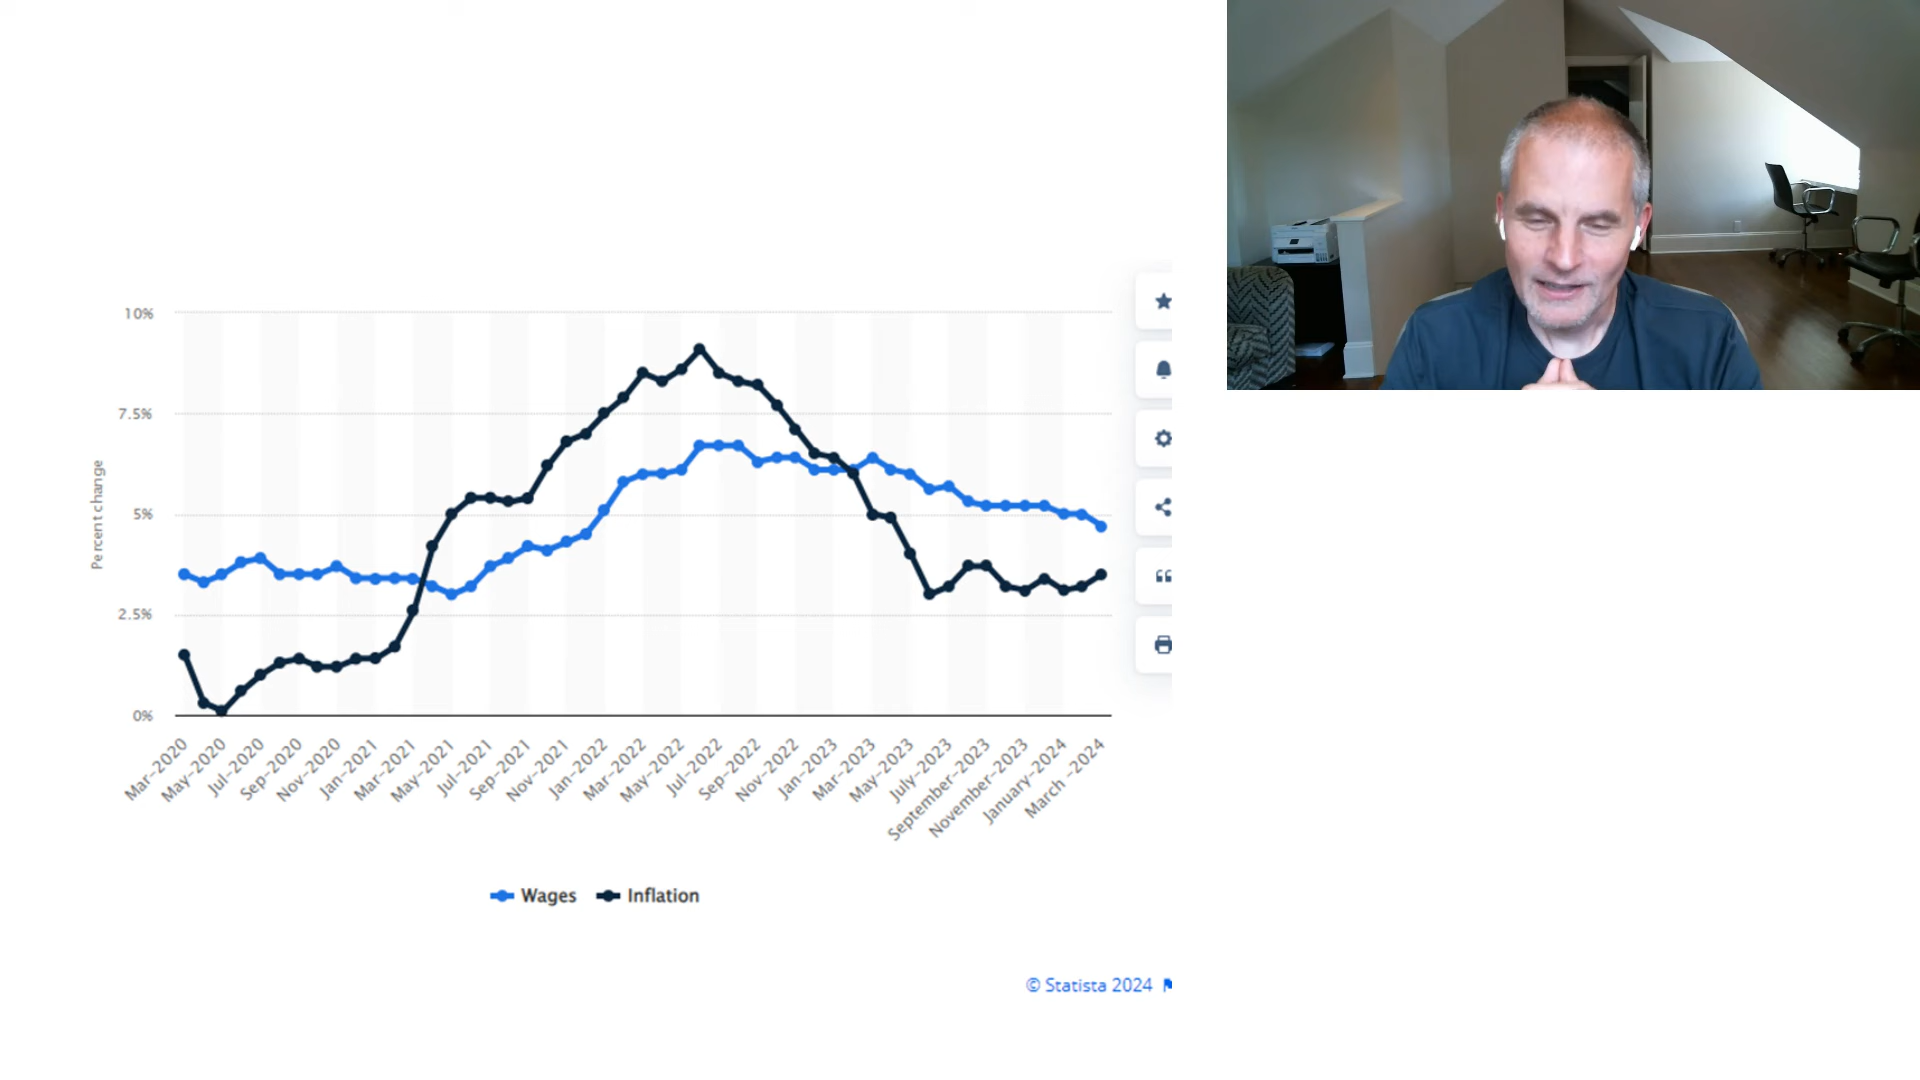 10%
7.5%
5%
2.5%
0%
Percent change
Mar-2020
May-2020
Jul-2020
Sep-2020
Nov-2020
Jan-2021
Mar-2021
May-2021
Jul-2021
Sep-2021
Nov-2021
Jan-2022
Mar-2022
May-2022
Jul-2022
Sep-2022
Nov-2022
Jan-2023
Mar-2023
May-2023
July-2023
September-2023
November-2023
January-2024
March -2024
Wages Inflation
© Statista 2024